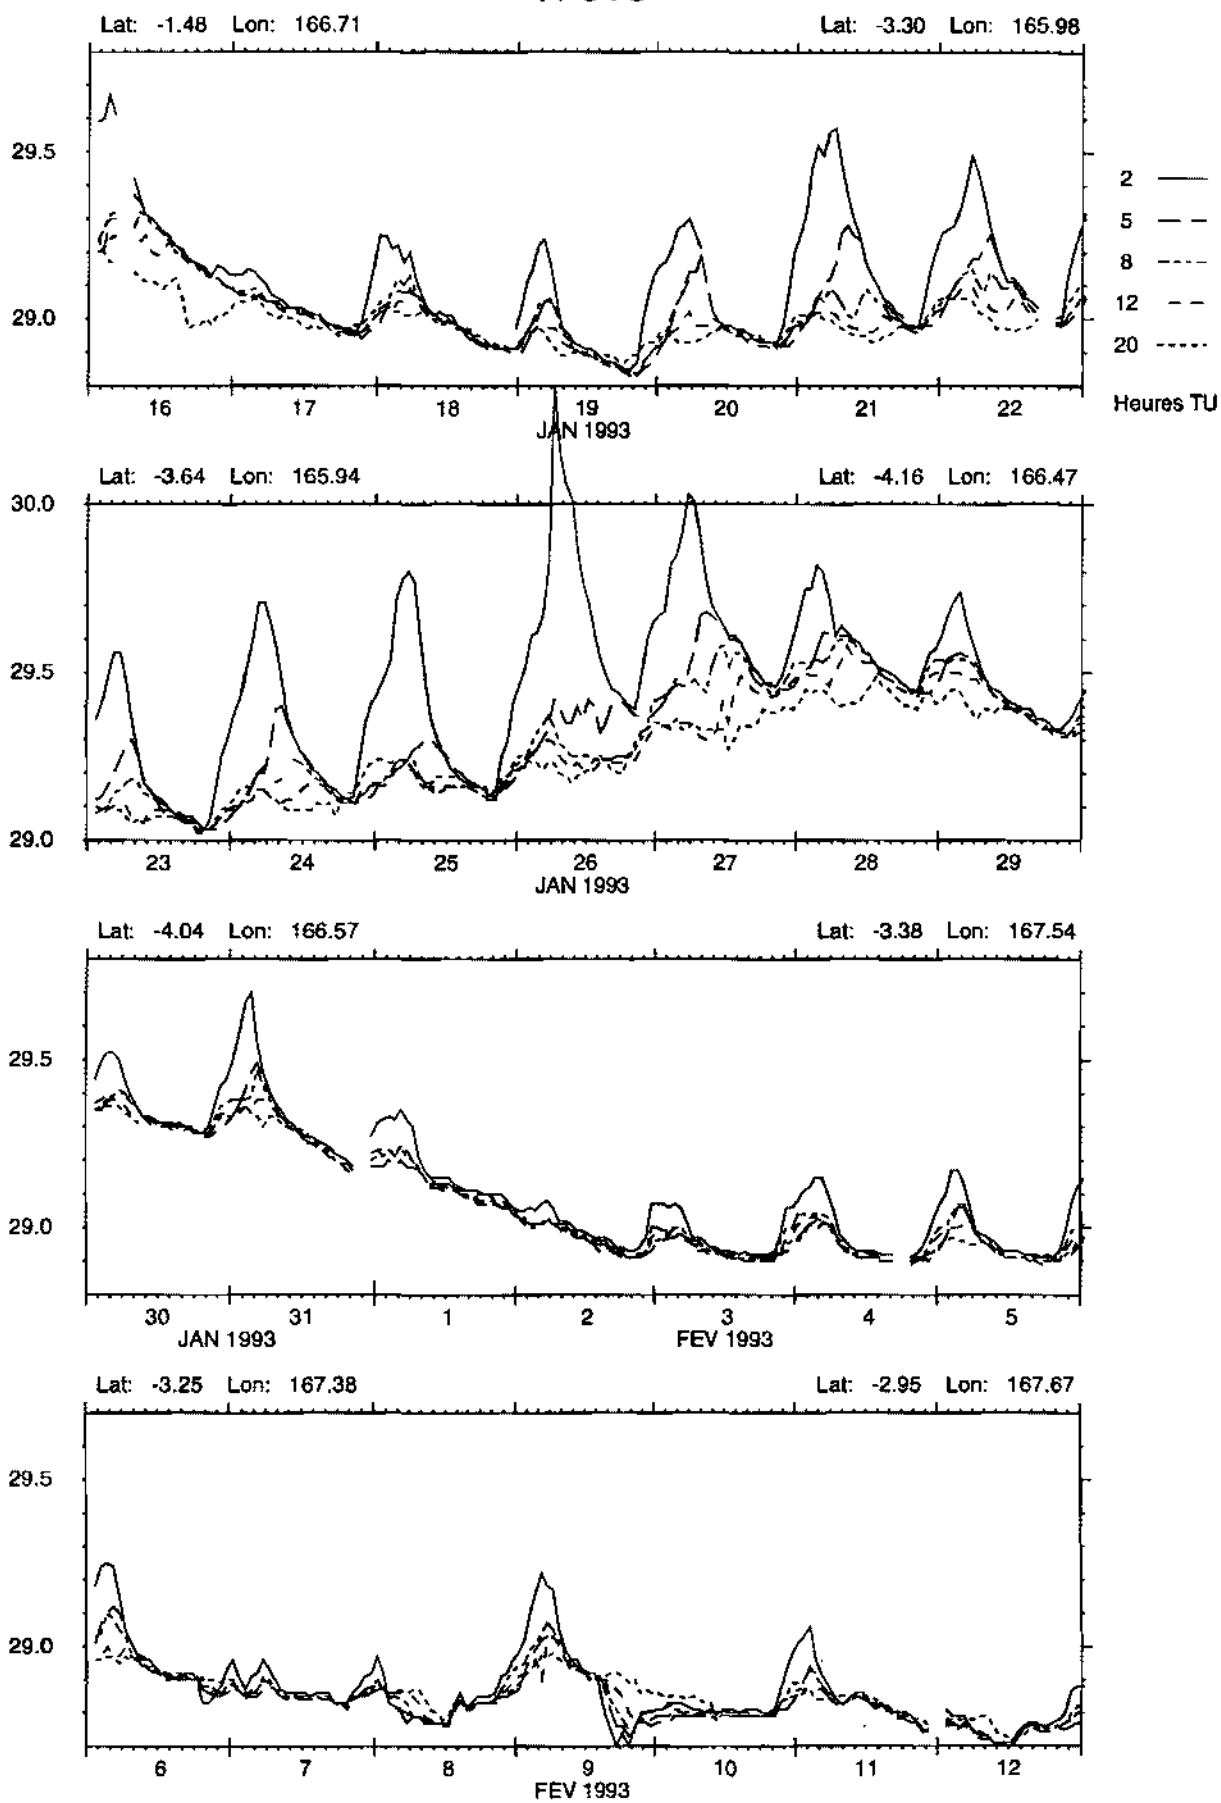 Lat: -1.48 Lon: 166.71 Lat: -3.30 Lon: 165.98
29.5
29.0
2
5
8
12
20
Heures TU
16 17 18 19 20 21 22
JAN 1993
Lat: -3.64 Lon: 165.94 Lat: -4.16 Lon: 166.47
30.0
29.5
29.0
23 24 25 26 27 28 29
JAN 1993
Lat: -4.04 Lon: 166.57 Lat: -3.38 Lon: 167.54
29.5
29.0
30 31 1 2 3 4 5
JAN 1993 FEV 1993
Lat: -3.25 Lon: 167.38 Lat: -2.95 Lon: 167.67
29.5
29.0
6 7 8 9 10 11 12
FEV 1993